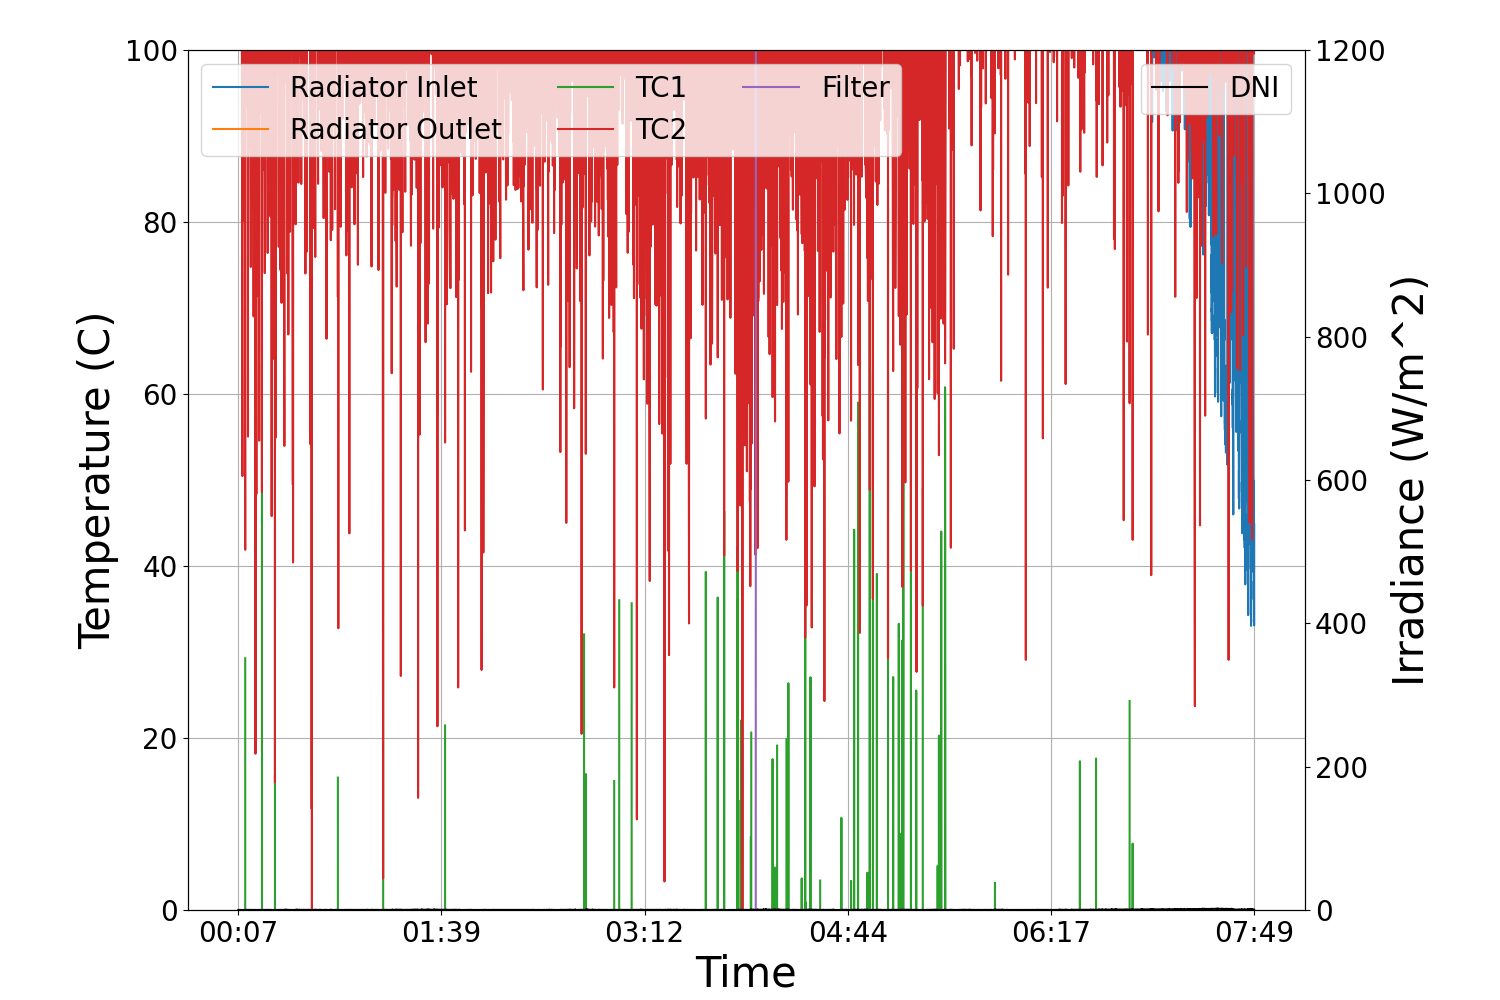 100
80
60
40
20
0
Temperature (C)
Radiator Inlet
Radiator Outlet
TC1
TC2
Filter
DNI
1200
1000
800
600
400
200
0
Irradiance (W/m^2)
00:07
01:39
03:12
04:44
06:17
07:49
Time